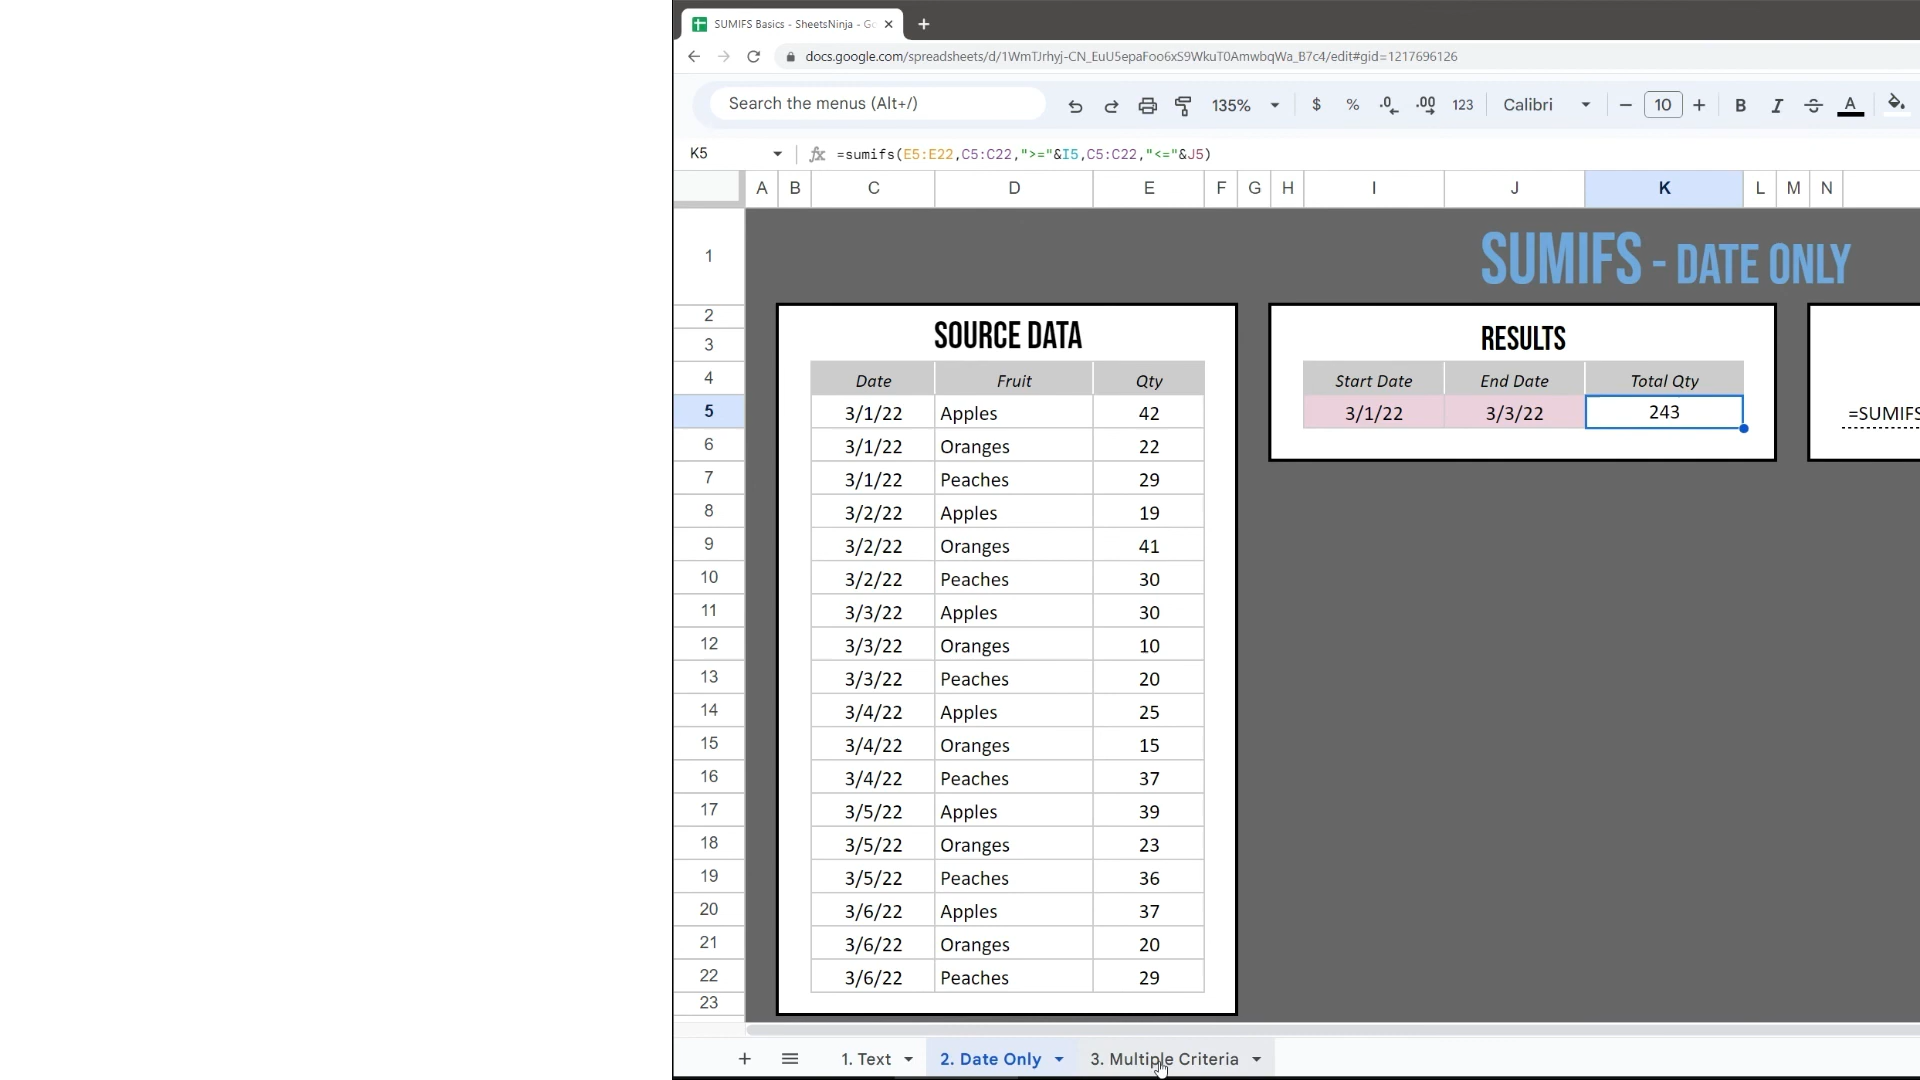 SUMIFS Basics - SheetsNinja - Go
docs.google.com/spreadsheets/d/1WmTJrhyj-CN_EuU5epaFoo6xS9WkuT0AmwbqWa_B7c4/edit#gid=1217696126
Search the menus (Alt+/) 135% $ % .0 .00 123 Calibri 10 B I S A
K5 fx =sumifs(E5:E22,C5:C22,">="&I5,C5:C22,"<="&J5)
A B C D E F G H I J K L M N
1 SUMIFS - DATE ONLY
2
SOURCE DATA RESULTS
3
4 Date Fruit Qty Start Date End Date Total Qty
5 3/1/22 Apples 42 3/1/22 3/3/22 243 =SUMIFS
6 3/1/22 Oranges 22
7 3/1/22 Peaches 29
8 3/2/22 Apples 19
9 3/2/22 Oranges 41
10 3/2/22 Peaches 30
11 3/3/22 Apples 30
12 3/3/22 Oranges 10
13 3/3/22 Peaches 20
14 3/4/22 Apples 25
15 3/4/22 Oranges 15
16 3/4/22 Peaches 37
17 3/5/22 Apples 39
18 3/5/22 Oranges 23
19 3/5/22 Peaches 36
20 3/6/22 Apples 37
21 3/6/22 Oranges 20
22 3/6/22 Peaches 29
23
1. Text 2. Date Only 3. Multiple Criteria